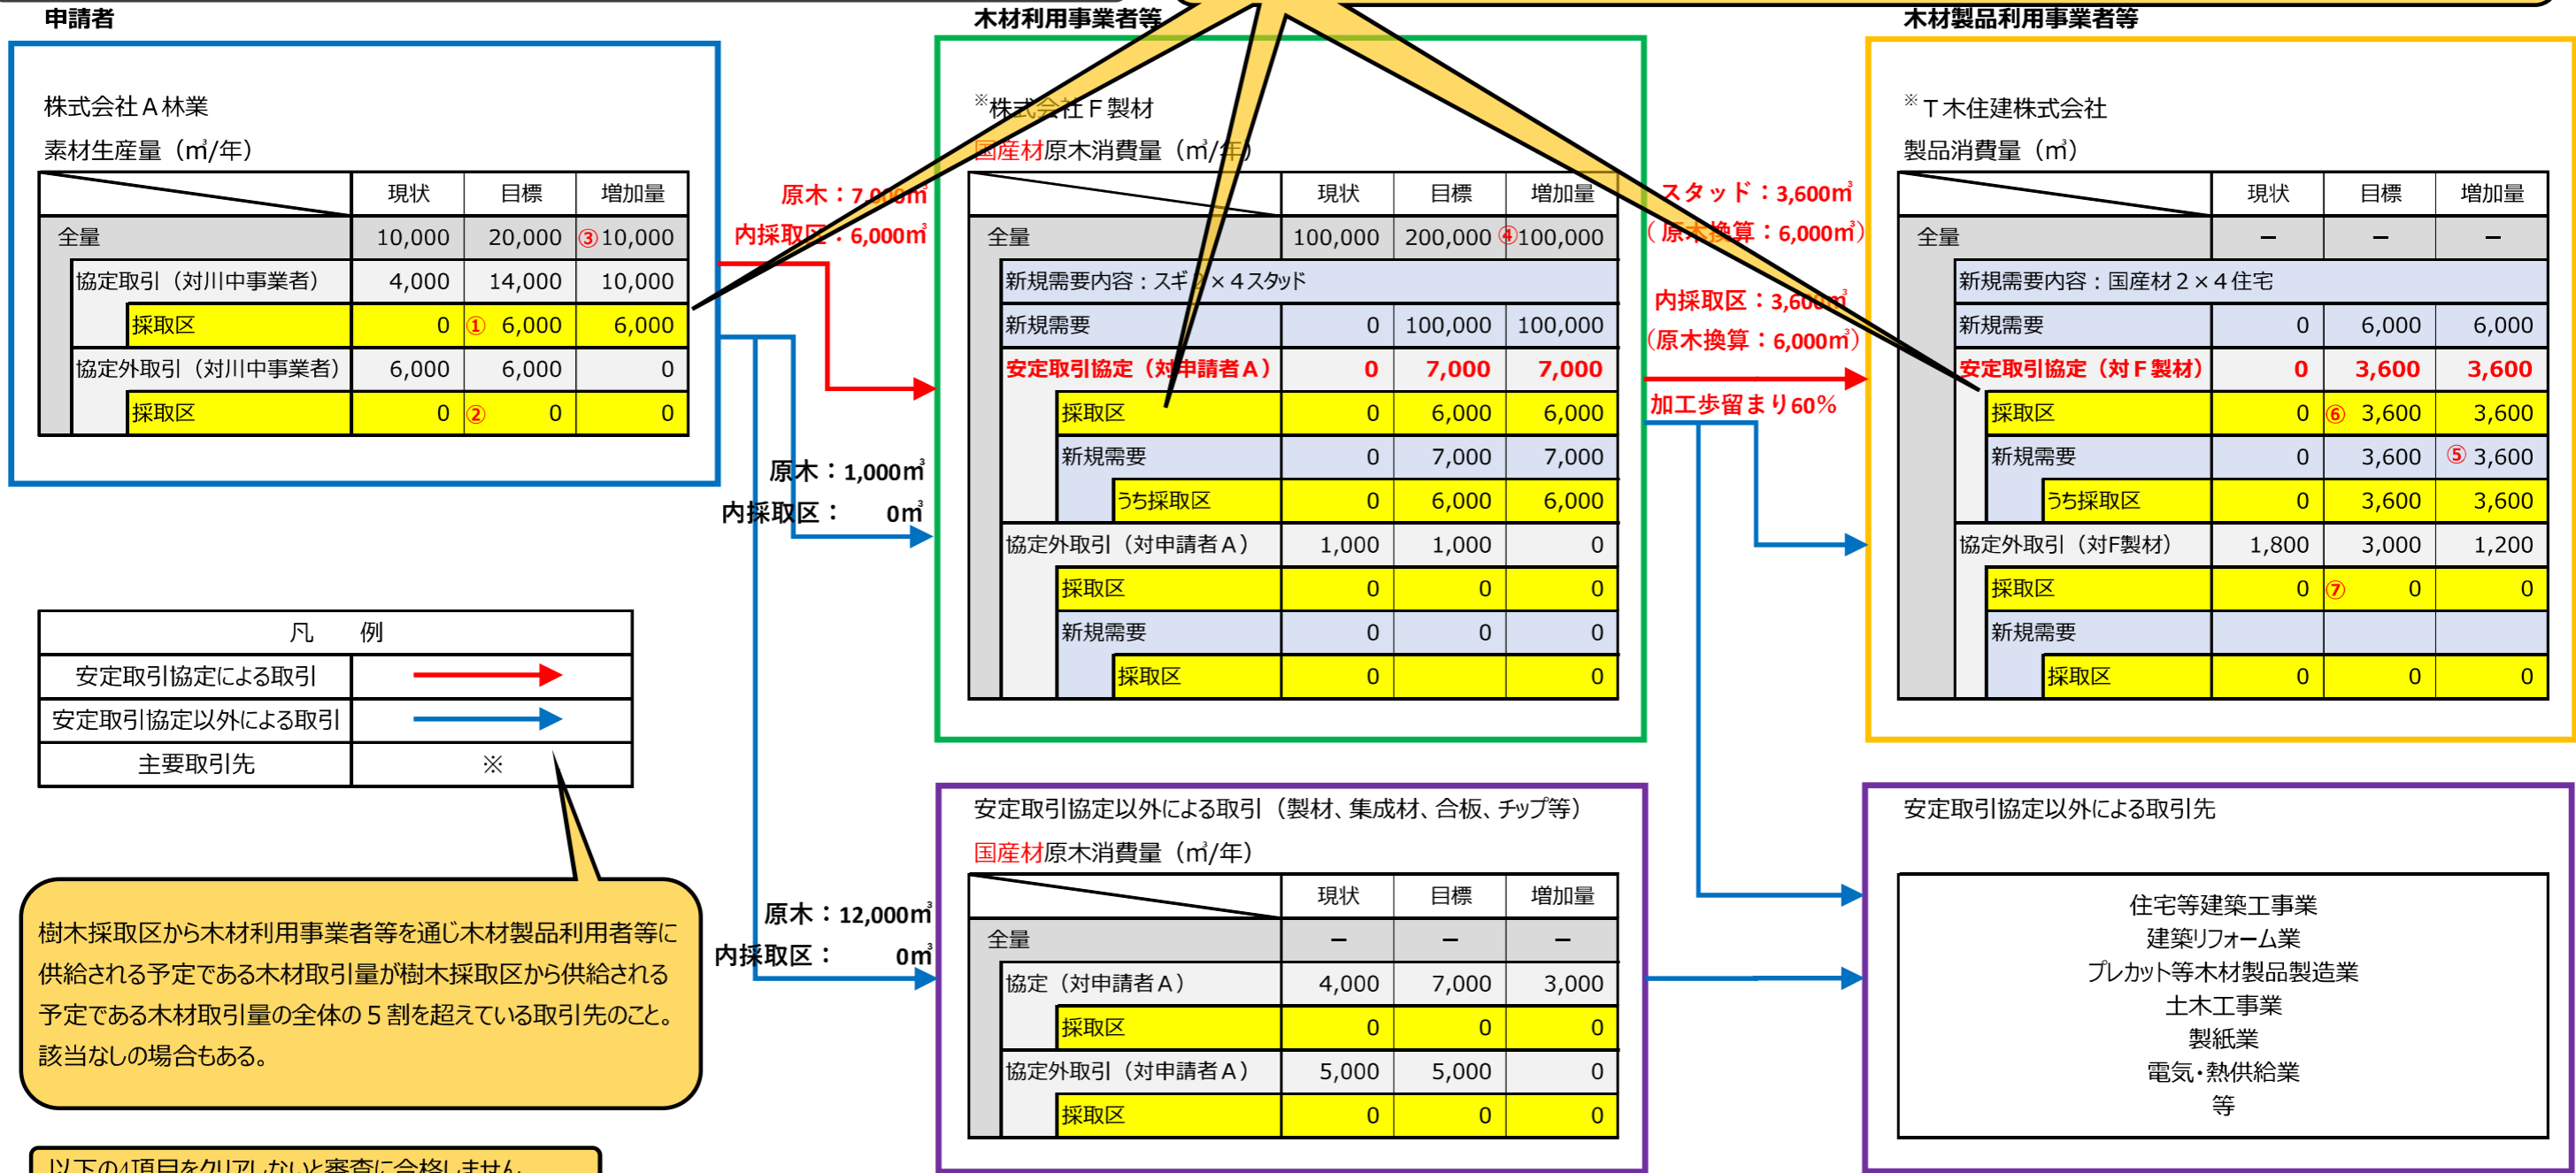 申請者
株式会社A林業
素材生産量（㎥/年）
現状 目標 増加量
全量 10,000 20,000 ③10,000
協定取引（対川中事業者） 4,000 14,000 10,000
採取区 0 ① 6,000 6,000
協定外取引（対川中事業者） 6,000 6,000 0
採取区 0 ② 0 0
原木：7,000㎥
内採取区：6,000㎥
原木：1,000㎥
内採取区： 0㎥
原木：12,000㎥
内採取区： 0㎥
凡 例
安定取引協定による取引
安定取引協定以外による取引
主要取引先 ※
樹木採取区から木材利用事業者等を通じ木材製品利用者等に
供給される予定である木材取引量が樹木採取区から供給される
予定である木材取引量の全体の５割を超えている取引先のこと。
該当なしの場合もある。
以下の4項目をクリアしないと審査に合格しません
木材利用事業者等
※株式会社Ｆ製材
国産材原木消費量（㎥/年）
現状 目標 増加量
全量 100,000 200,000 ④100,000
新規需要内容：スギ２×４スタッド
新規需要 0 100,000 100,000
安定取引協定（対申請者Ａ） 0 7,000 7,000
採取区 0 6,000 6,000
新規需要 0 7,000 7,000
うち採取区 0 6,000 6,000
協定外取引（対申請者Ａ） 1,000 1,000 0
採取区 0 0 0
新規需要 0 0 0
採取区 0 0
スタッド：3,600㎥
（原木換算：6,000㎥）
内採取区：3,600㎥
（原木換算：6,000㎥）
加工歩留まり60％
安定取引協定以外による取引（製材、集成材、合板、チップ等）
国産材原木消費量（㎥/年）
現状 目標 増加量
全量 － － －
協定（対申請者Ａ） 4,000 7,000 3,000
採取区 0 0 0
協定外取引（対申請者Ａ） 5,000 5,000 0
採取区 0 0 0
木材製品利用事業者等
※Ｔ木住建株式会社
製品消費量（㎥）
現状 目標 増加量
全量 － － －
新規需要内容：国産材２×４住宅
新規需要 0 6,000 6,000
安定取引協定（対Ｆ製材） 0 3,600 3,600
採取区 0 ⑥ 3,600 3,600
新規需要 0 3,600 ⑤ 3,600
うち採取区 0 3,600 3,600
協定外取引（対F製材） 1,800 3,000 1,200
採取区 0 ⑦ 0 0
新規需要
採取区 0 0 0
安定取引協定以外による取引先
住宅等建築工事業
建築リフォーム業
プレカット等木材製品製造業
土木工事業
製紙業
電気・熱供給業
等